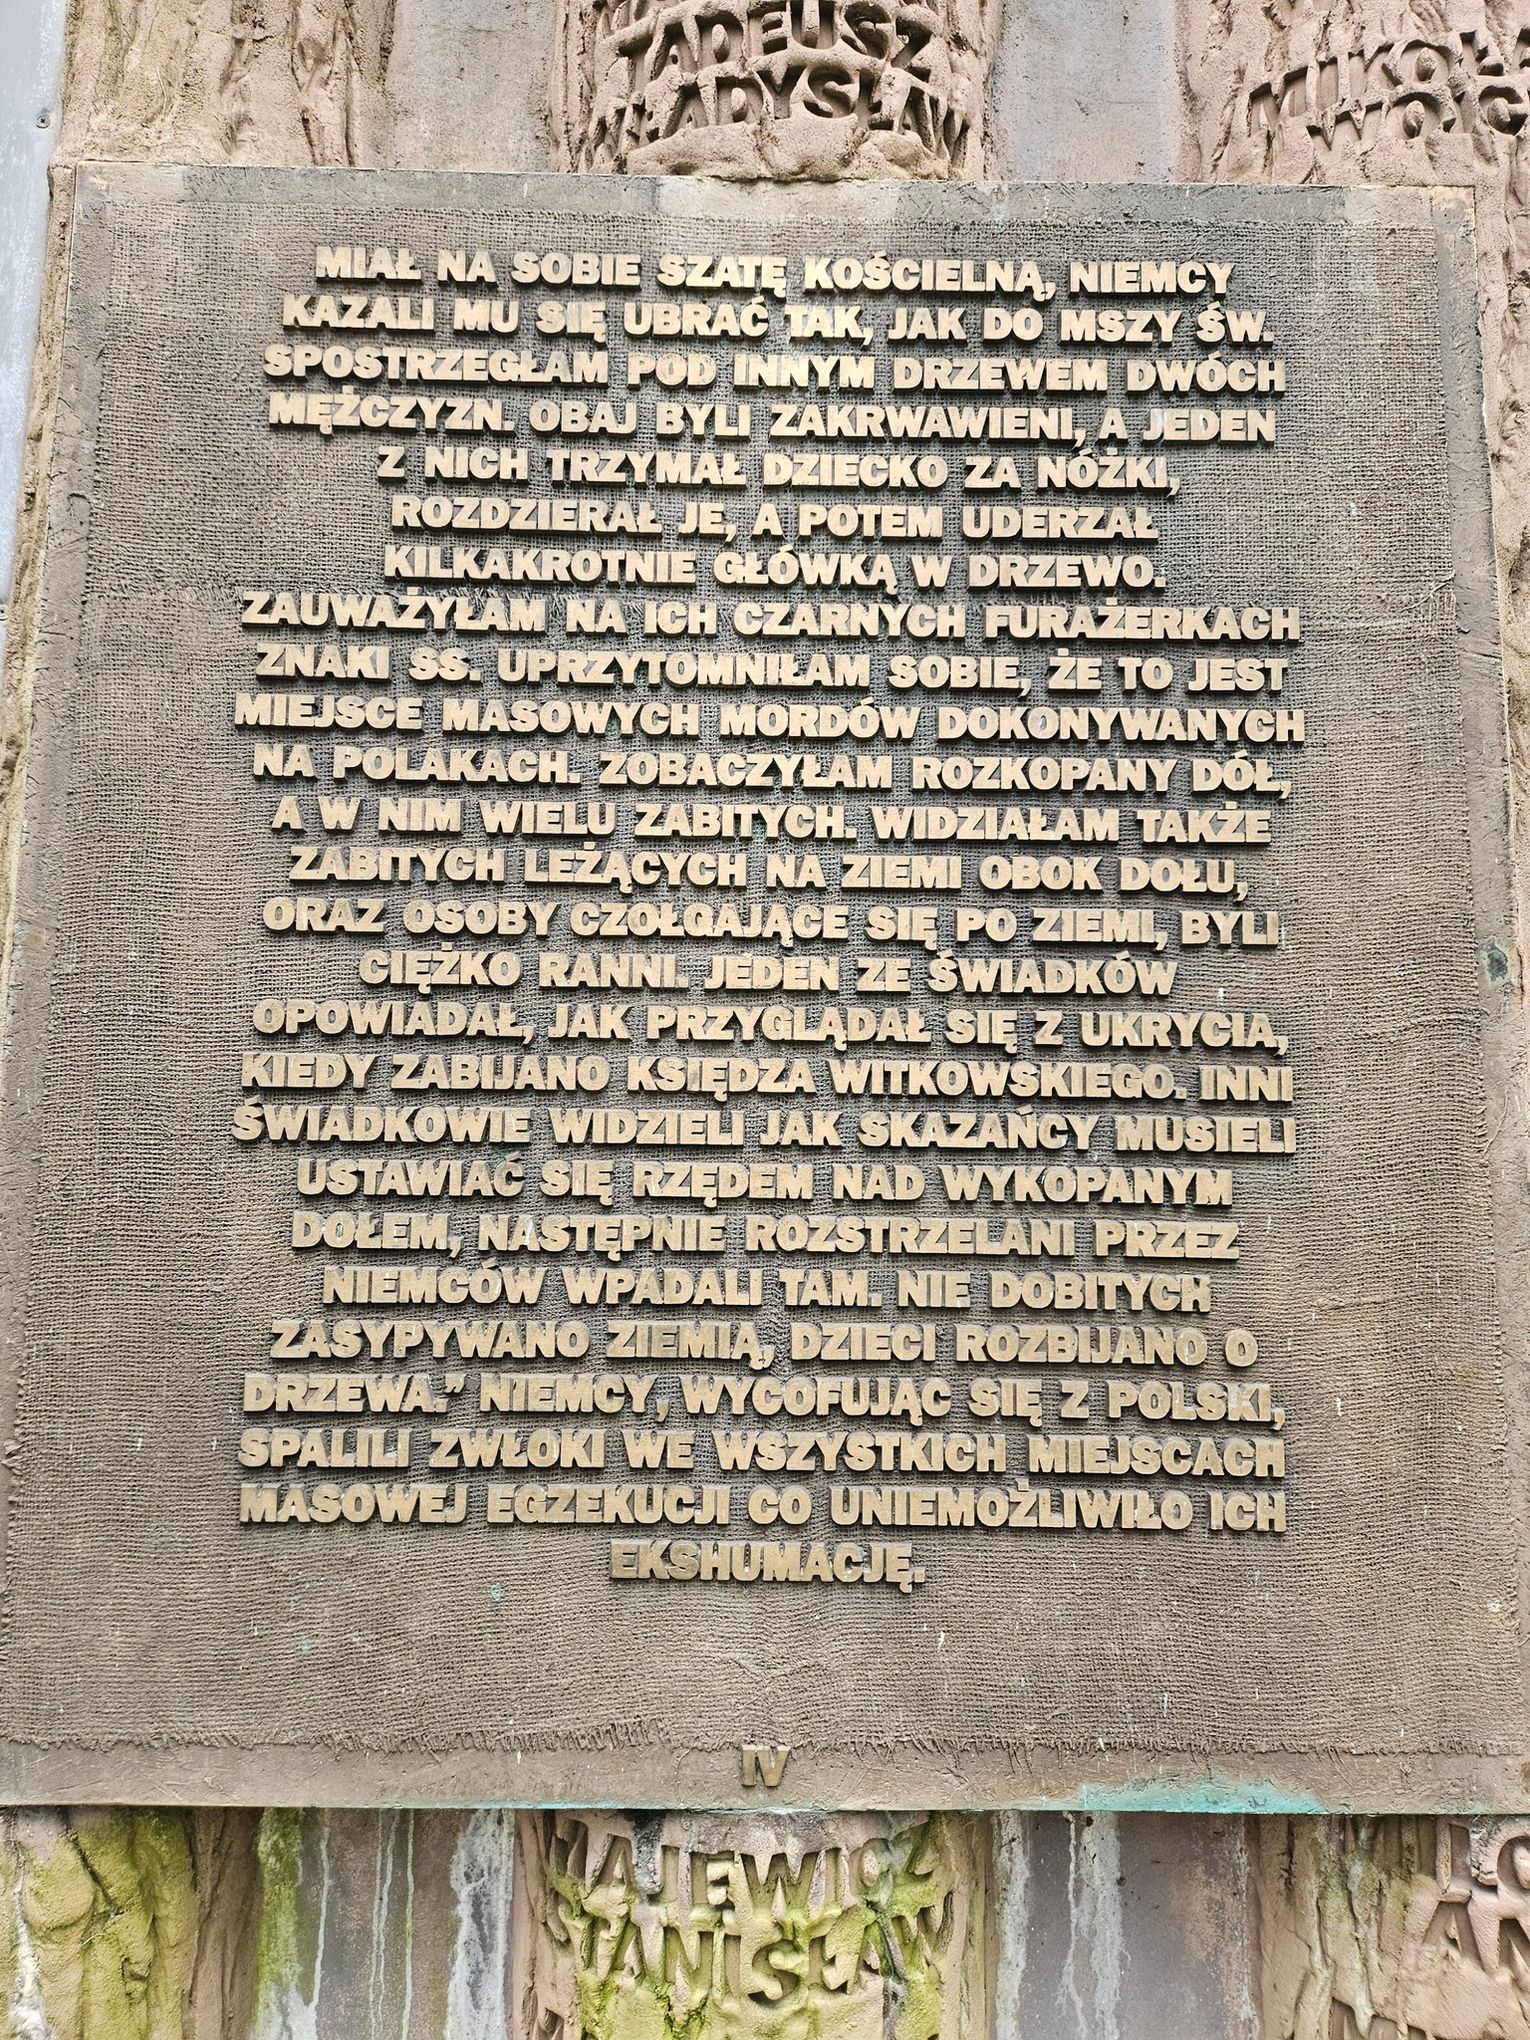 TADEUSZ
WŁADYSŁAW
MIAŁ NA SOBIE SZATĘ KOŚCIELNĄ, NIEMCY
KAZALI MU SIĘ UBRAĆ TAK, JAK DO MSZY ŚW.
SPOSTRZEGŁAM POD INNYM DRZEWEM DWÓCH
MĘŻCZYZN. OBAJ BYLI ZAKRWAWIENI, A JEDEN
Z NICH TRZYMAŁ DZIECKO ZA NÓŻKI,
ROZDZIERAŁ JE, A POTEM UDERZAŁ
KILKAKROTNIE GŁÓWKĄ W DRZEWO.
ZAUWAŻYŁAM NA ICH CZARNYCH FURAŻERKACH
ZNAKI SS. UPRZYTOMNIŁAM SOBIE, ŻE TO JEST
MIEJSCE MASOWYCH MORDÓW DOKONYWANYCH
NA POLAKACH. ZOBACZYŁAM ROZKOPANY DÓŁ,
A W NIM WIELU ZABITYCH. WIDZIAŁAM TAKŻE
ZABITYCH LEŻĄCYCH NA ZIEMI OBOK DOŁU,
ORAZ OSOBY CZOŁGAJĄCE SIĘ PO ZIEMI, BYLI
CIĘŻKO RANNI. JEDEN ZE ŚWIADKÓW
OPOWIADAŁ, JAK PRZYGLĄDAŁ SIĘ Z UKRYCIA,
KIEDY ZABIJANO KSIĘDZA WITKOWSKIEGO. INNI
ŚWIADKOWIE WIDZIELI JAK SKAZAŃCY MUSIELI
USTAWIAĆ SIĘ RZĘDEM NAD WYKOPANYM
DOŁEM, NASTĘPNIE ROZSTRZELANI PRZEZ
NIEMCÓW WPADALI TAM. NIE DOBITYCH
ZASYPYWANO ZIEMIĄ, DZIECI ROZBIJANO O
DRZEWA.” NIEMCY, WYCOFUJĄC SIĘ Z POLSKI,
SPALILI ZWŁOKI WE WSZYSTKICH MIEJSCACH
MASOWEJ EGZEKUCJI CO UNIEMOŻLIWIŁO ICH
EKSHUMACJĘ.
IV
STANISŁAW